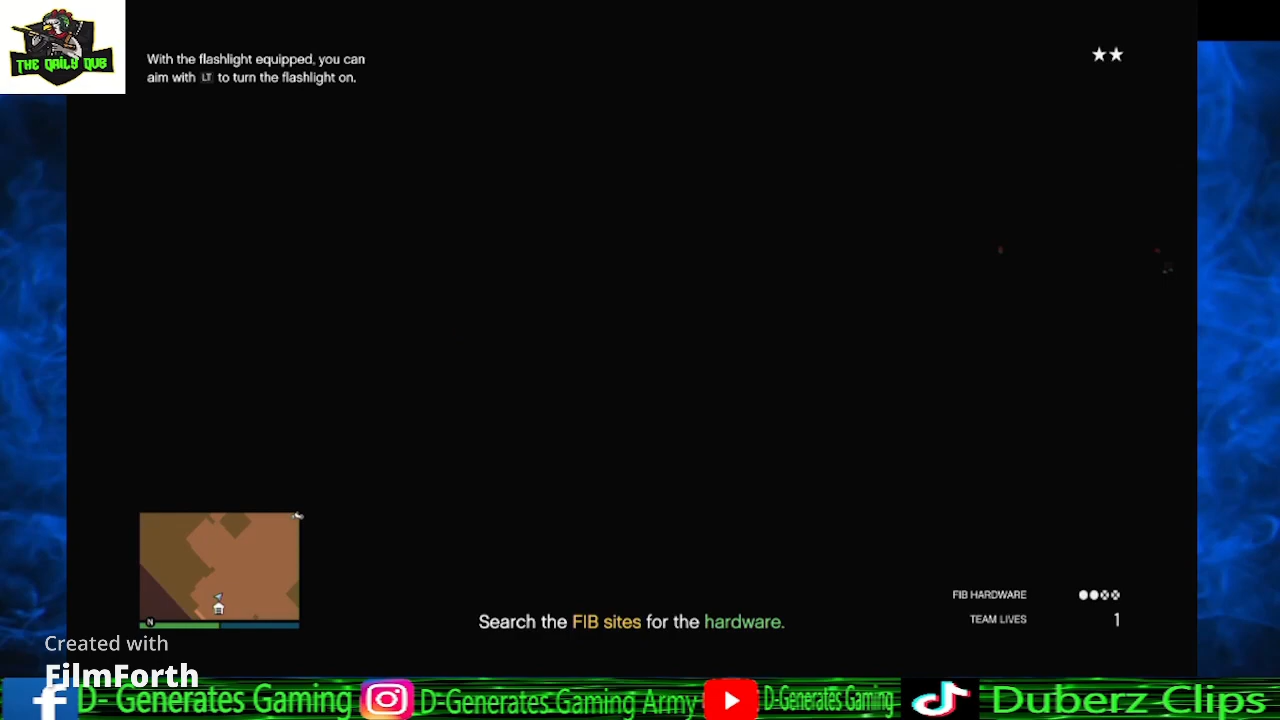 THE DAILY DUB
With the flashlight equipped, you can
aim with LT to turn the flashlight on.
N
Search the FIB sites for the hardware.
FIB HARDWARE
TEAM LIVES 1
Created with
FilmForth
D- Generates Gaming
D-Generates.Gaming Army
D-Generates Gaming
Duberz Clips